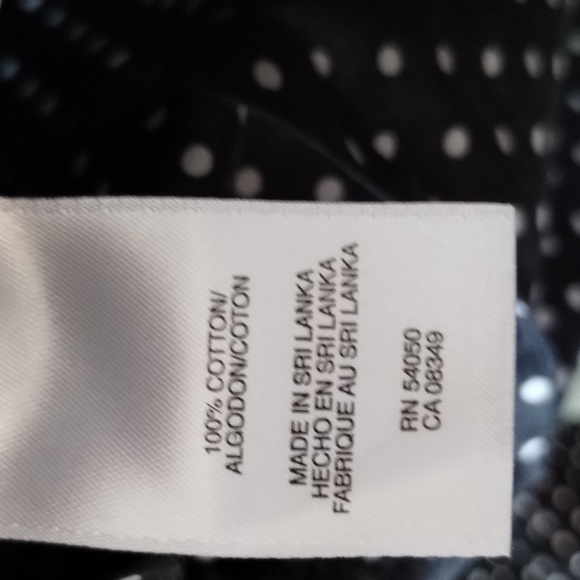 100% COTTON/
ALGODON/COTON
MADE IN SRI LANKA
HECHO EN SRI LANKA
FABRIQUE AU SRI LANKA
RN 54050
CA 08349